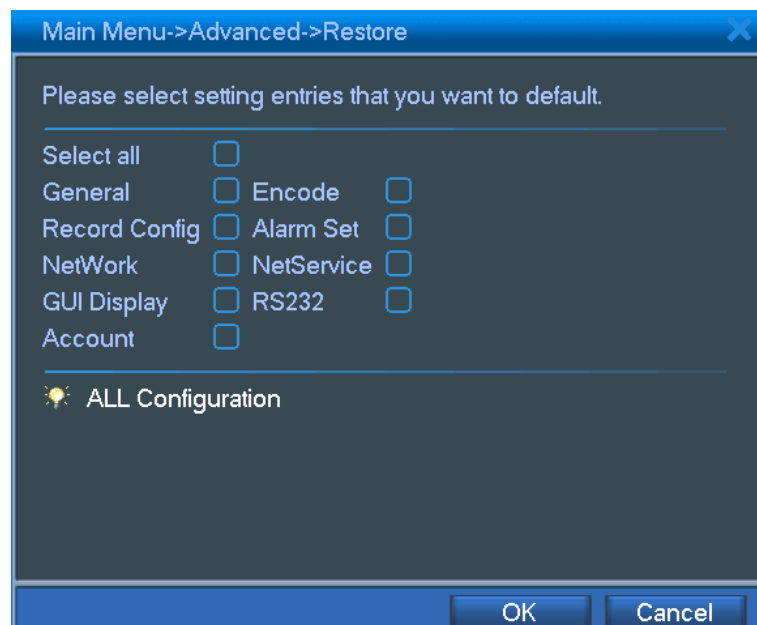 Main Menu->Advanced->Restore
Please select setting entries that you want to default.
Select all
General Encode
Record Config Alarm Set
NetWork NetService
GUI Display RS232
Account
ALL Configuration
OK Cancel